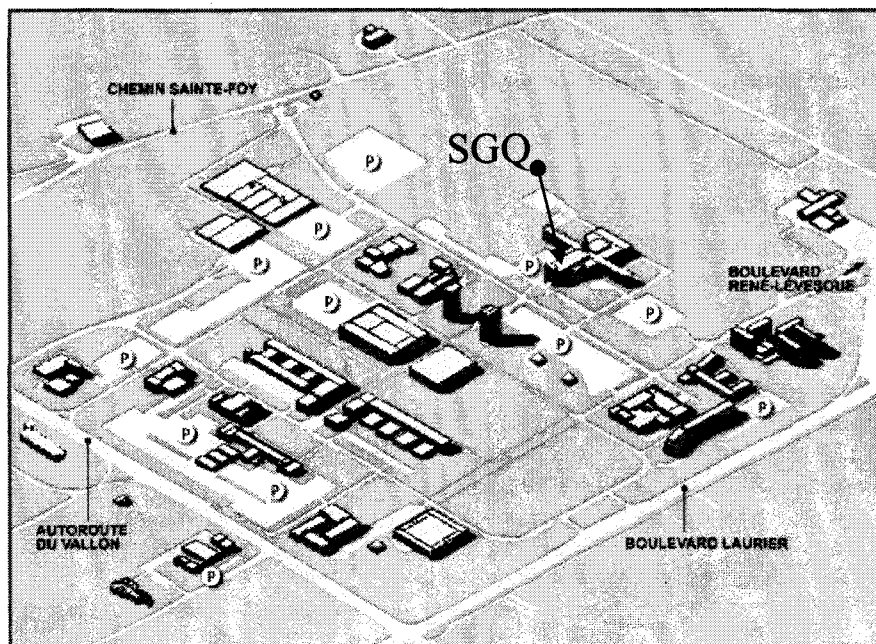 CHEMIN SAINTE-FOY
SGQ
P
P
P
P
BOULEVARD
RENÉ-LÉVESQUE
P
P
P
P
P
P
P
AUTOROUTE
DU VALLON
BOULEVARD LAURIER
P